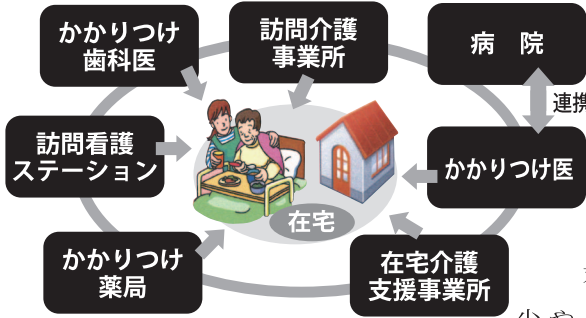 かかりつけ
歯科医
訪問介護
事業所
病　院
連携
訪問看護
ステーション
かかりつけ医
在宅
かかりつけ
薬局
在宅介護
支援事業所